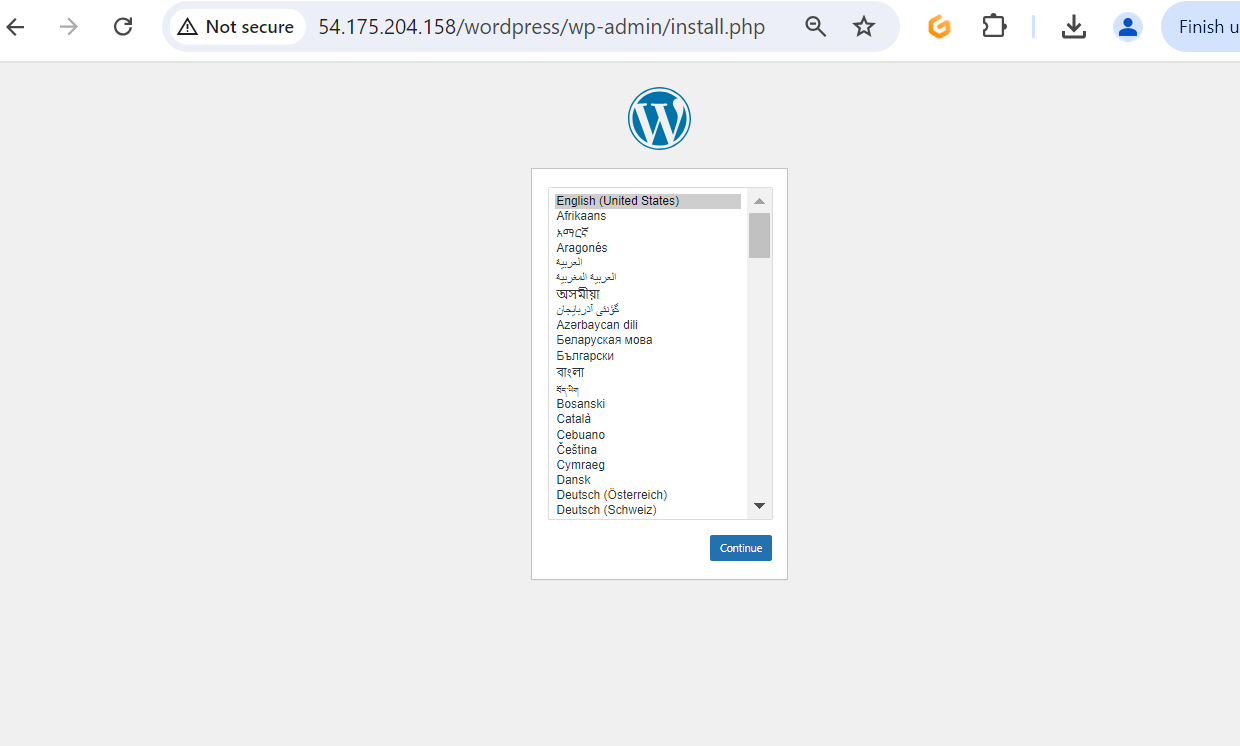 Not secure 54.175.204.158/wordpress/wp-admin/install.php Finish u
W
English (United States)
Afrikaans
አማርኛ
Aragonés
العربية
العربية المغربية
অসমীয়া
گؤنئی آذربایجان
Azərbaycan dili
Беларуская мова
Български
বাংলা
བོད་ཡིག
Bosanski
Català
Cebuano
Čeština
Cymraeg
Dansk
Deutsch (Österreich)
Deutsch (Schweiz)
Continue